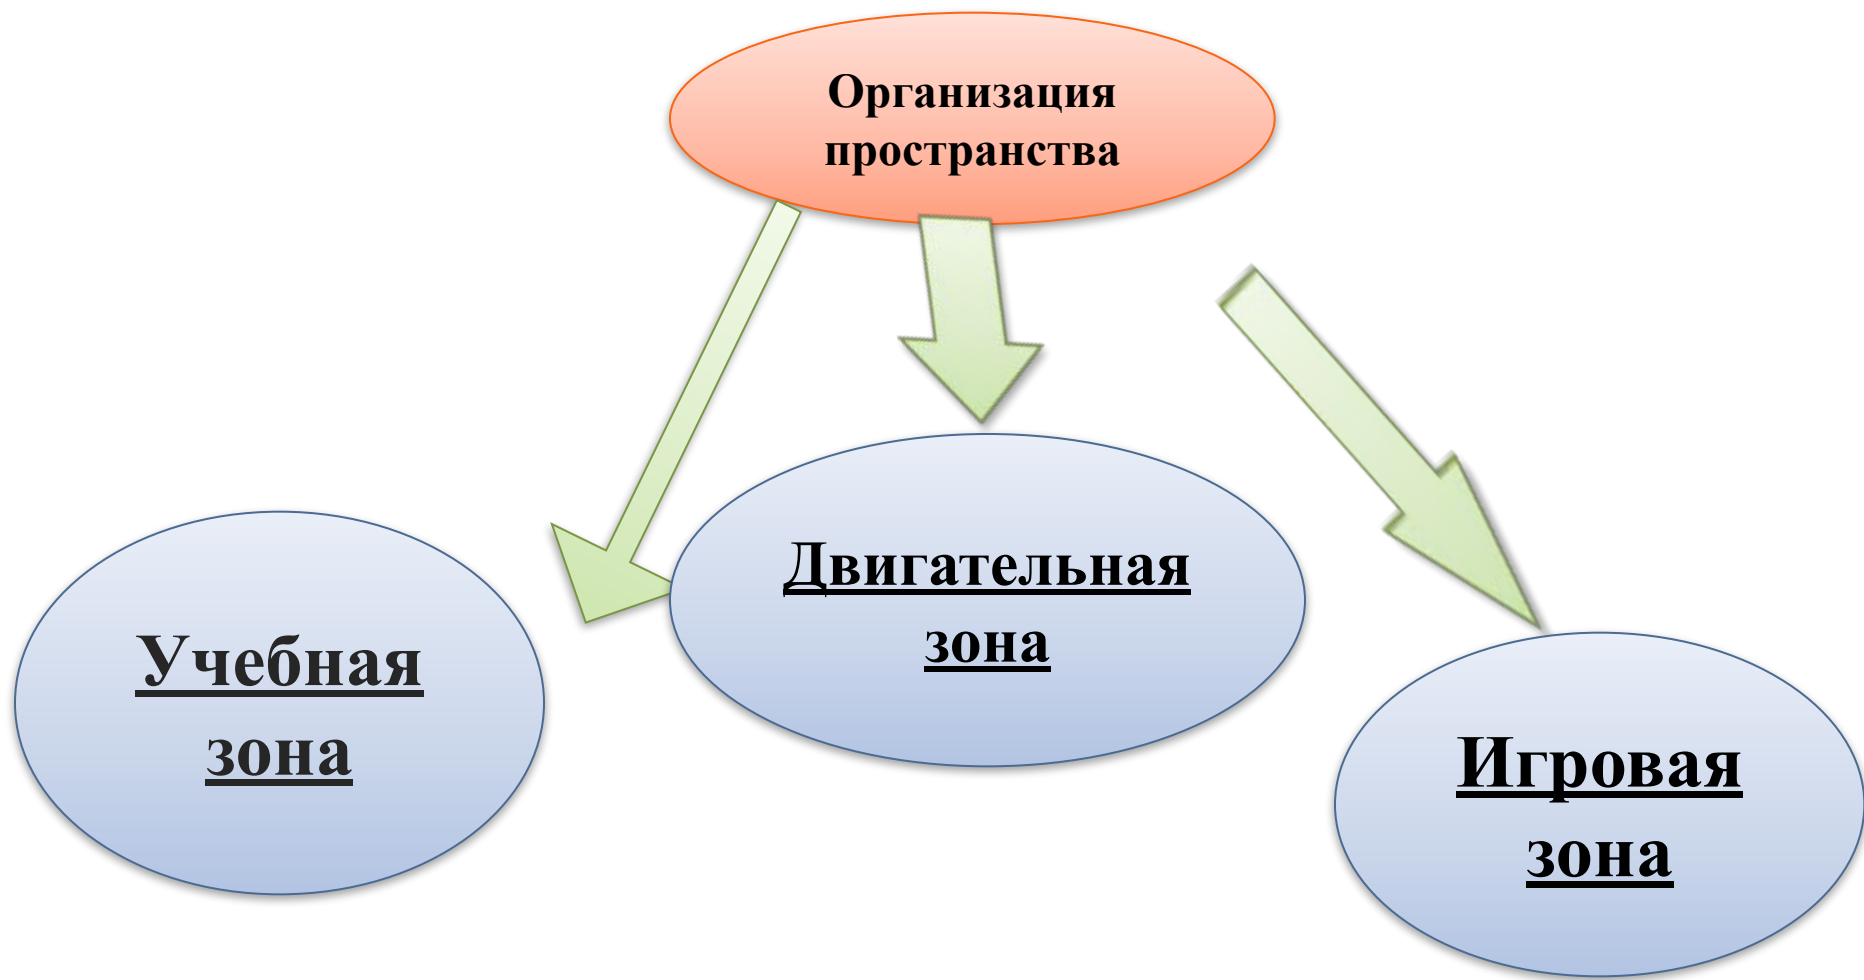 Организация
пространства
Двигательная
зона
Учебная
зона
Игровая
зона